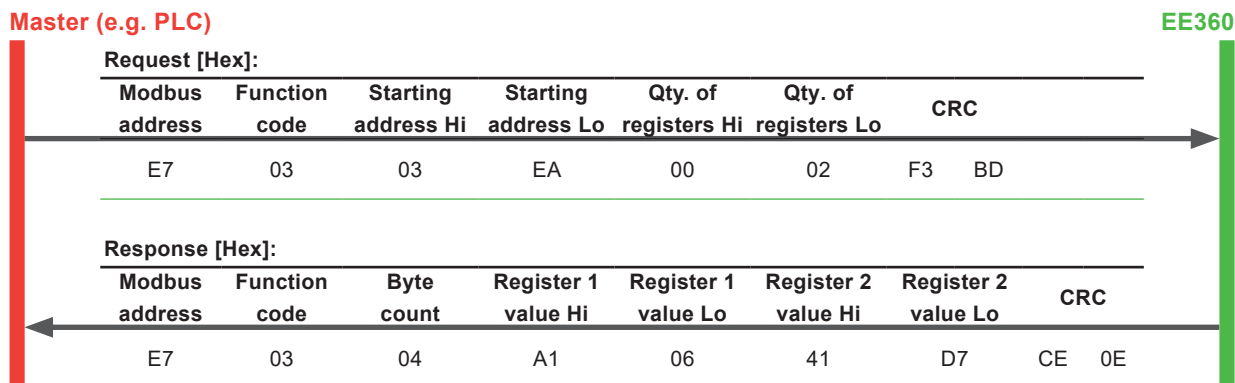 Master (e.g. PLC) EE360
Request [Hex]:
Modbus Function Starting Starting Qty. of Qty. of CRC
address code address Hi address Lo registers Hi registers Lo
E7 03 03 EA 00 02 F3 BD
Response [Hex]:
Modbus Function Byte Register 1 Register 1 Register 2 Register 2 CRC
address code count value Hi value Lo value Hi value Lo
E7 03 04 A1 06 41 D7 CE 0E